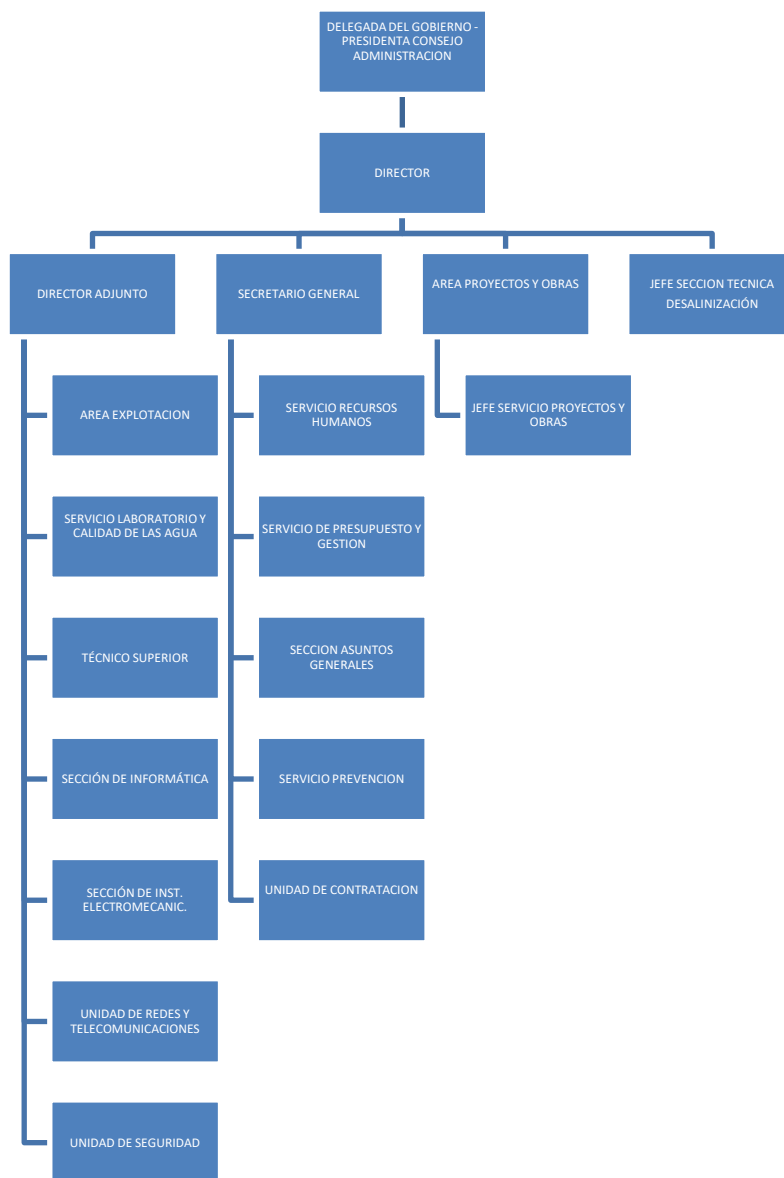 DELEGADA DEL GOBIERNO -
PRESIDENTA CONSEJO
ADMINISTRACION
DIRECTOR
DIRECTOR ADJUNTO
SECRETARIO GENERAL
AREA PROYECTOS Y OBRAS
JEFE SECCION TECNICA
DESALINIZACIÓN
AREA EXPLOTACION
SERVICIO RECURSOS
HUMANOS
JEFE SERVICIO PROYECTOS Y
OBRAS
SERVICIO LABORATORIO Y
CALIDAD DE LAS AGUA
SERVICIO DE PRESUPUESTO Y
GESTION
TÉCNICO SUPERIOR
SECCION ASUNTOS
GENERALES
SECCIÓN DE INFORMÁTICA
SERVICIO PREVENCION
SECCIÓN DE INST.
ELECTROMECANIC.
UNIDAD DE CONTRATACION
UNIDAD DE REDES Y
TELECOMUNICACIONES
UNIDAD DE SEGURIDAD